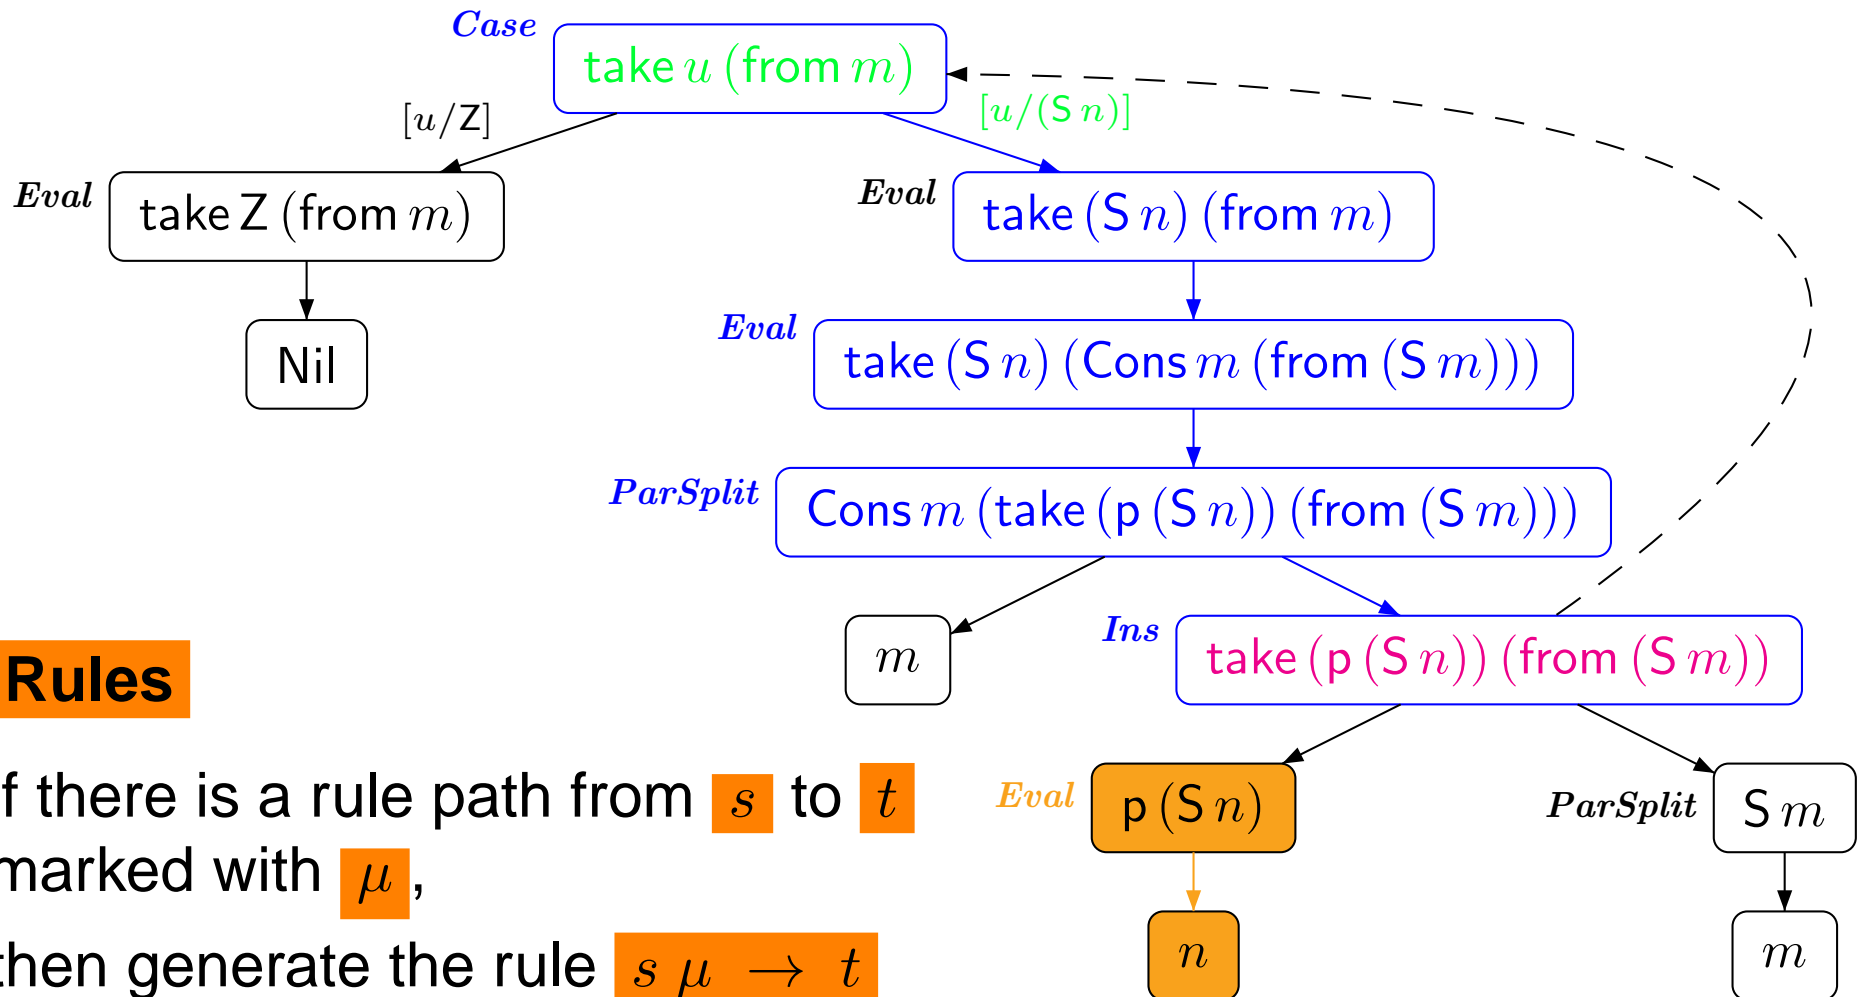 Case
take u (from m)
[u/Z]
[u/(S n)]
Eval
take Z (from m)
Eval
take (S n) (from m)
Nil
Eval
take (S n) (Cons m (from (S m)))
ParSplit
Cons m (take (p (S n)) (from (S m)))
m
Ins
take (p (S n)) (from (S m))
Rules
If there is a rule path from s to t
marked with μ,
then generate the rule s μ → t
Eval
p (S n)
ParSplit
S m
n
m